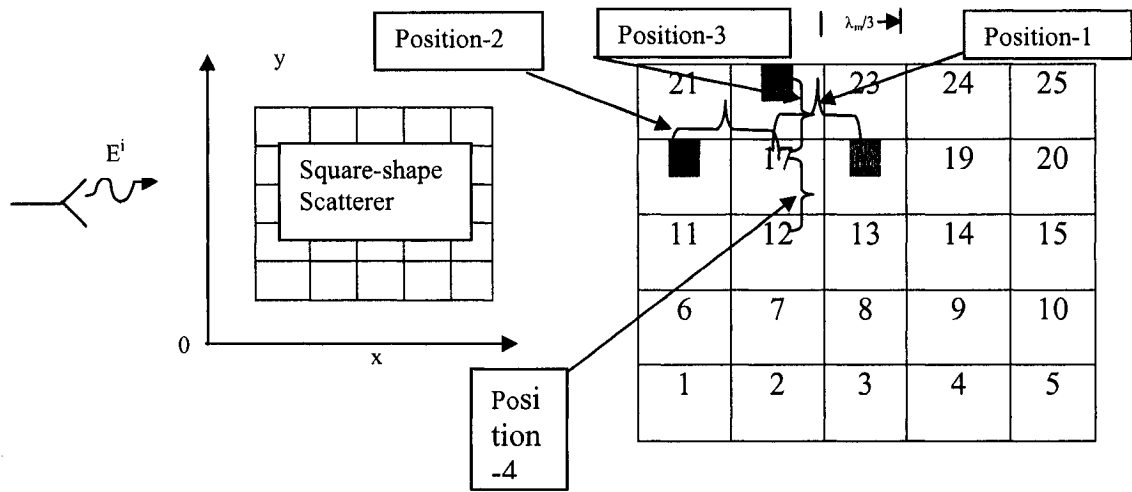 y
Eⁱ
Square-shape
Scatterer
0
x
Position-2
Position-3
λm/3
Position-1
21 23 24 25
17 19 20
11 12 13 14 15
6 7 8 9 10
1 2 3 4 5
Posi
tion
-4